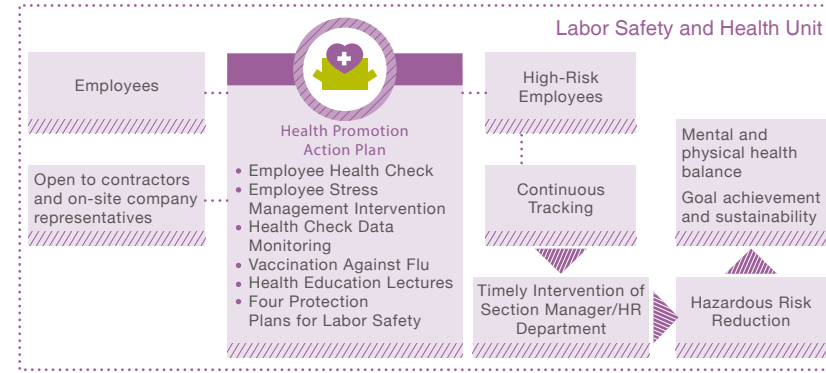 Labor Safety and Health Unit
Employees
Open to contractors
and on-site company
representatives
Health Promotion
Action Plan
• Employee Health Check
• Employee Stress
Management Intervention
• Health Check Data
Monitoring
• Vaccination Against Flu
• Health Education Lectures
• Four Protection
Plans for Labor Safety
High-Risk
Employees
Continuous
Tracking
Timely Intervention of
Section Manager/HR
Department
Hazardous Risk
Reduction
Mental and
physical health
balance
Goal achievement
and sustainability